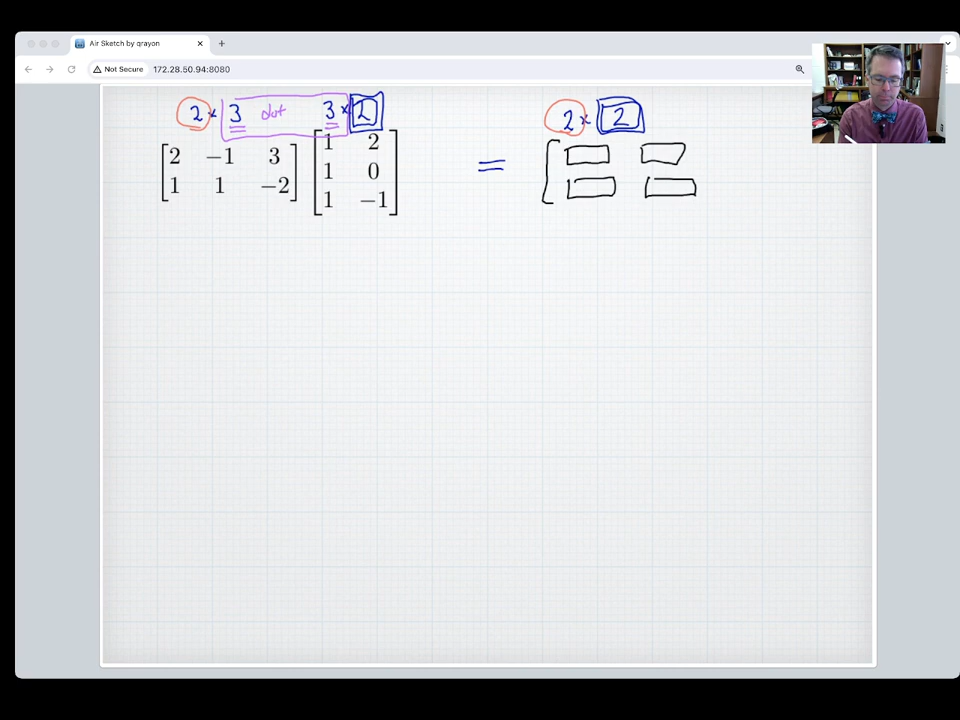 Air Sketch by qrayon
Not Secure 172.28.50.94:8080
2 × 3 dot 3 × 2 2 × 2
2 −1 3 1 2 =
1 1 −2 1 0
1 −1